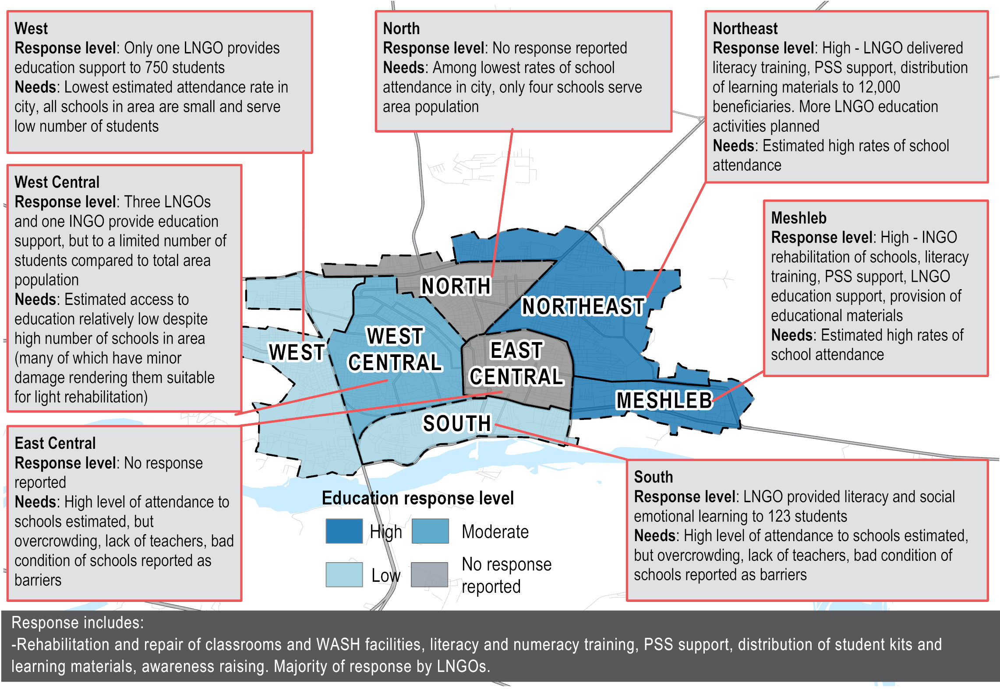 West
Response level: Only one LNGO provides
education support to 750 students
Needs: Lowest estimated attendance rate in
city, all schools in area are small and serve
low number of students
North
Response level: No response reported
Needs: Among lowest rates of school
attendance in city, only four schools serve
area population
Northeast
Response level: High - LNGO delivered
literacy training, PSS support, distribution
of learning materials to 12,000
beneficiaries. More LNGO education
activities planned
Needs: Estimated high rates of school
attendance
West Central
Response level: Three LNGOs
and one INGO provide education
support, but to a limited number of
students compared to total area
population
Needs: Estimated access to
education relatively low despite
high number of schools in area
(many of which have minor
damage rendering them suitable
for light rehabilitation)
Meshleb
Response level: High - INGO
rehabilitation of schools, literacy
training, PSS support, LNGO
education support, provision of
educational materials
Needs: Estimated high rates of
school attendance
NORTH
NORTHEAST
WEST
CENTRAL
WEST
EAST
CENTRAL
MESHLEB
SOUTH
East Central
Response level: No response
reported
Needs: High level of attendance to
schools estimated, but
overcrowding, lack of teachers, bad
condition of schools reported as
barriers
South
Response level: LNGO provided literacy and social
emotional learning to 123 students
Needs: High level of attendance to schools estimated,
but overcrowding, lack of teachers, bad condition of
schools reported as barriers
Education response level
High
Moderate
Low
No response
reported
Response includes:
-Rehabilitation and repair of classrooms and WASH facilities, literacy and numeracy training, PSS support, distribution of student kits and
learning materials, awareness raising. Majority of response by LNGOs.